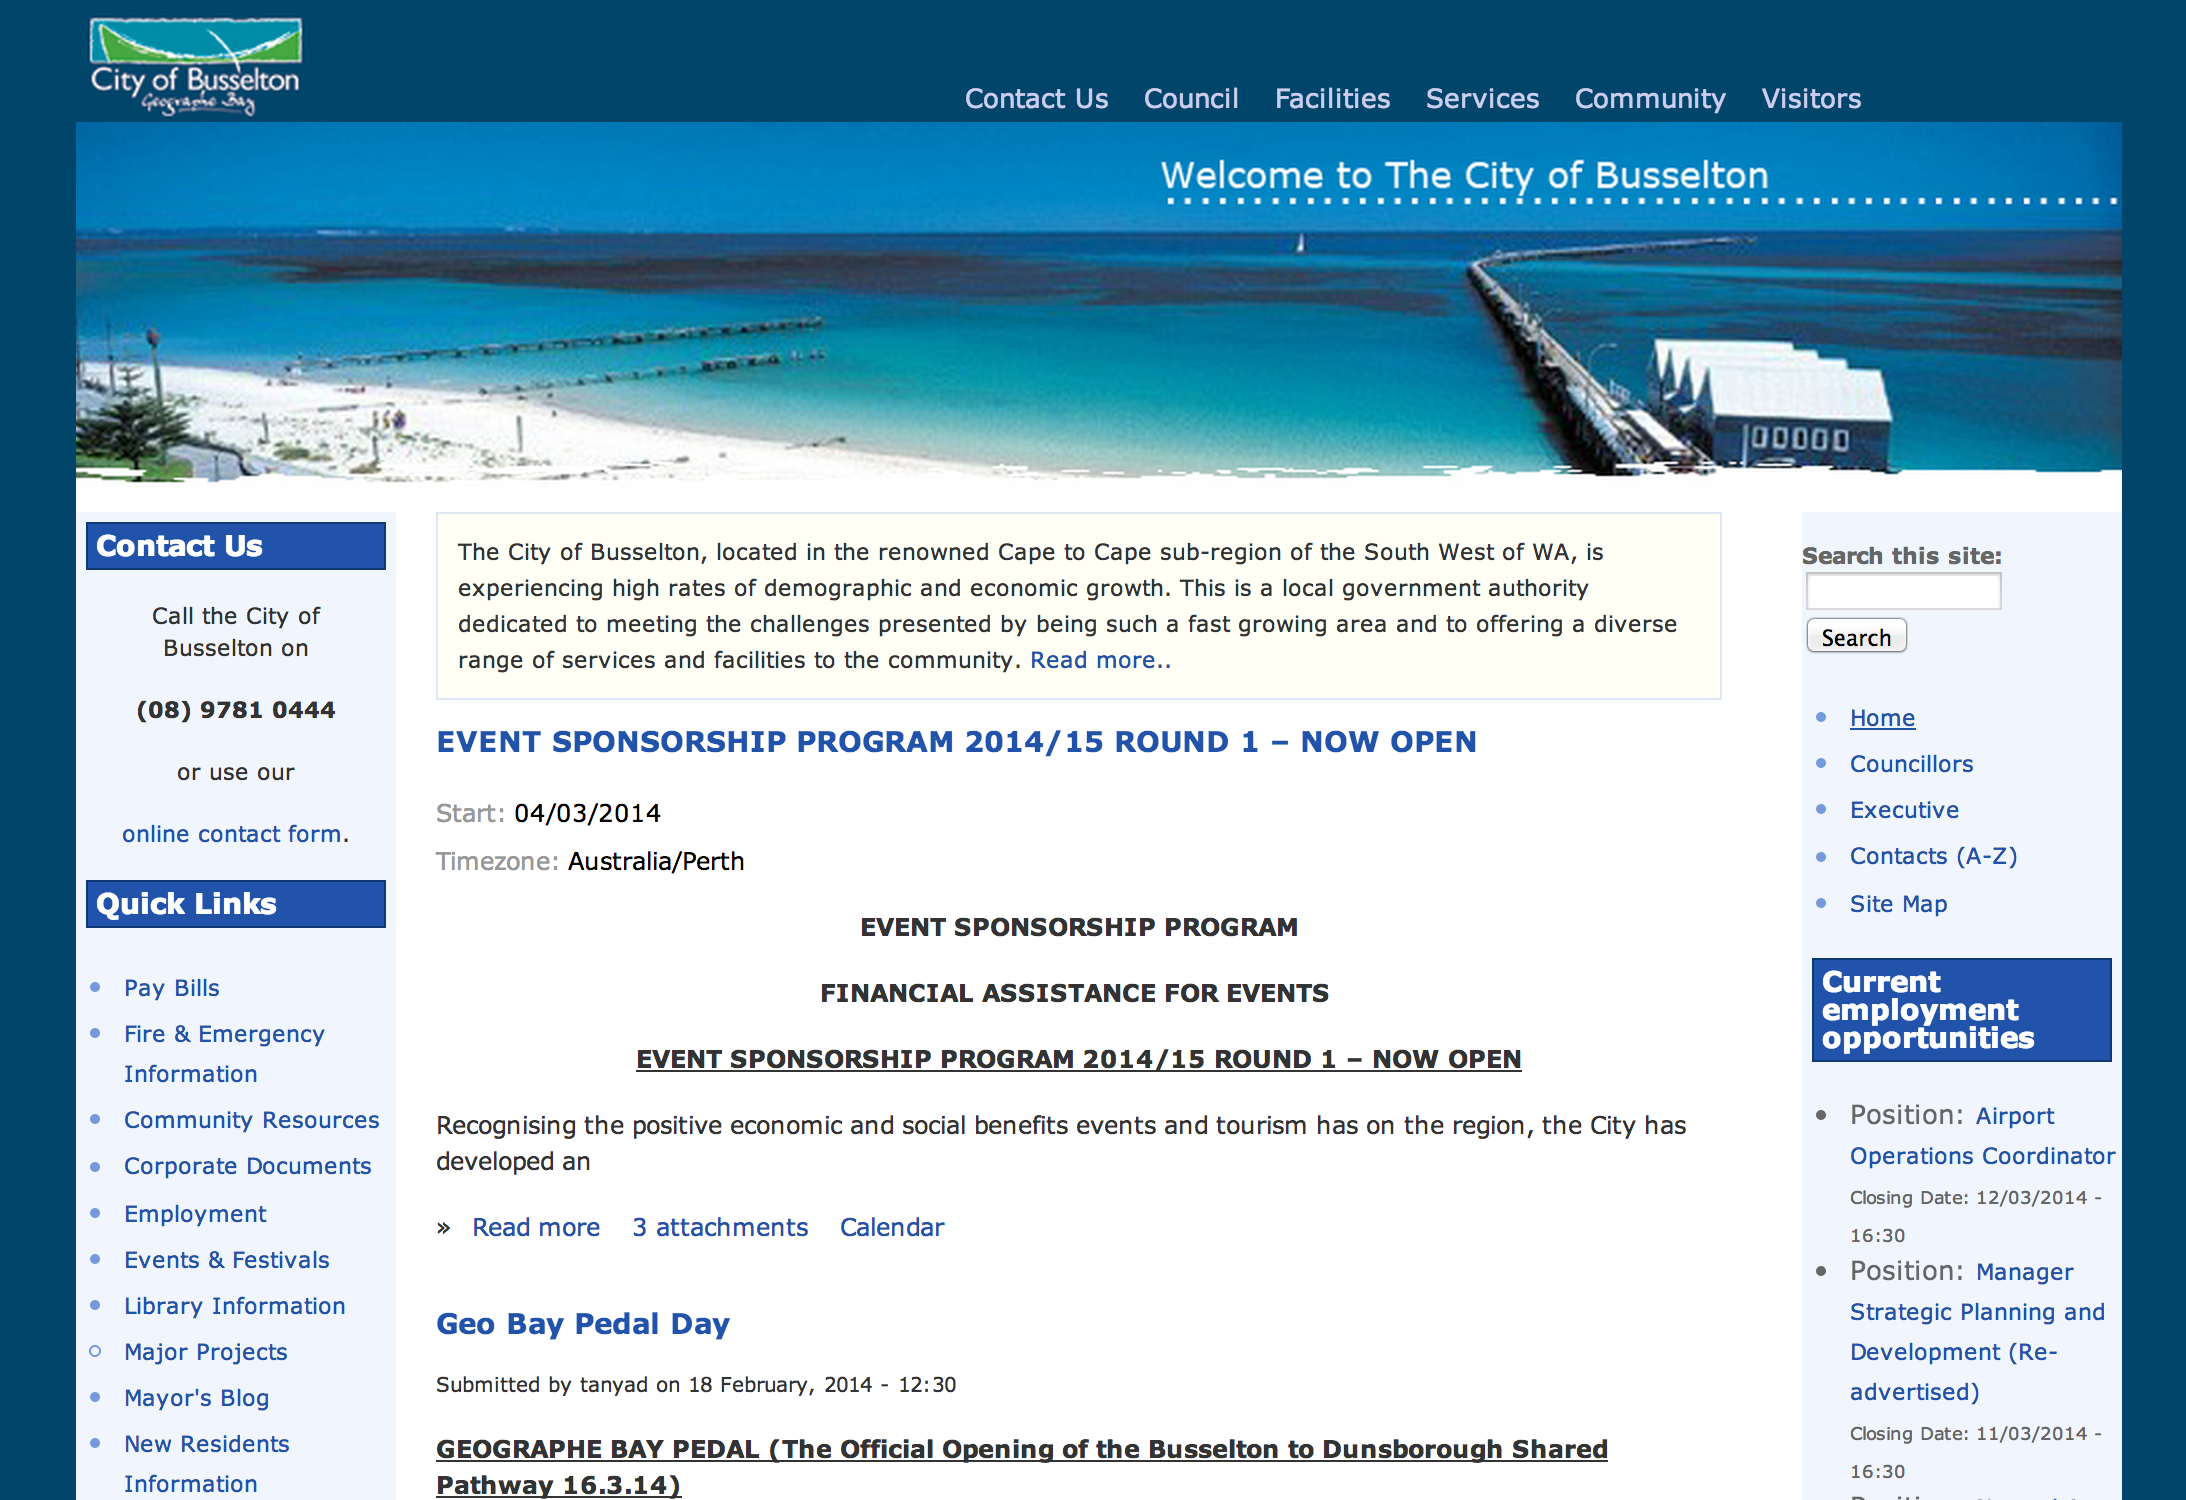 City of Busselton
Geographe Bay
Contact Us Council Facilities Services Community Visitors
Welcome to The City of Busselton
Contact Us
Call the City of
Busselton on
(08) 9781 0444
or use our
online contact form.
Quick Links
Pay Bills
Fire & Emergency
Information
Community Resources
Corporate Documents
Employment
Events & Festivals
Library Information
Major Projects
Mayor's Blog
New Residents
Information
The City of Busselton, located in the renowned Cape to Cape sub-region of the South West of WA, is
experiencing high rates of demographic and economic growth. This is a local government authority
dedicated to meeting the challenges presented by being such a fast growing area and to offering a diverse
range of services and facilities to the community. Read more..
EVENT SPONSORSHIP PROGRAM 2014/15 ROUND 1 – NOW OPEN
Start: 04/03/2014
Timezone: Australia/Perth
EVENT SPONSORSHIP PROGRAM
FINANCIAL ASSISTANCE FOR EVENTS
EVENT SPONSORSHIP PROGRAM 2014/15 ROUND 1 – NOW OPEN
Recognising the positive economic and social benefits events and tourism has on the region, the City has
developed an
» Read more 3 attachments Calendar
Geo Bay Pedal Day
Submitted by tanyad on 18 February, 2014 - 12:30
GEOGRAPHE BAY PEDAL (The Official Opening of the Busselton to Dunsborough Shared
Pathway 16.3.14)
Search this site:
Search
Home
Councillors
Executive
Contacts (A-Z)
Site Map
Current
employment
opportunities
Position: Airport
Operations Coordinator
Closing Date: 12/03/2014 -
16:30
Position: Manager
Strategic Planning and
Development (Re-
advertised)
Closing Date: 11/03/2014 -
16:30